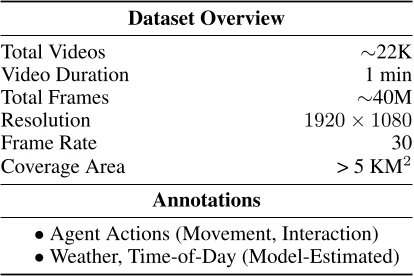 Dataset Overview
Total Videos ∼22K
Video Duration 1 min
Total Frames ∼40M
Resolution 1920 × 1080
Frame Rate 30
Coverage Area > 5 KM²
Annotations
• Agent Actions (Movement, Interaction)
• Weather, Time-of-Day (Model-Estimated)